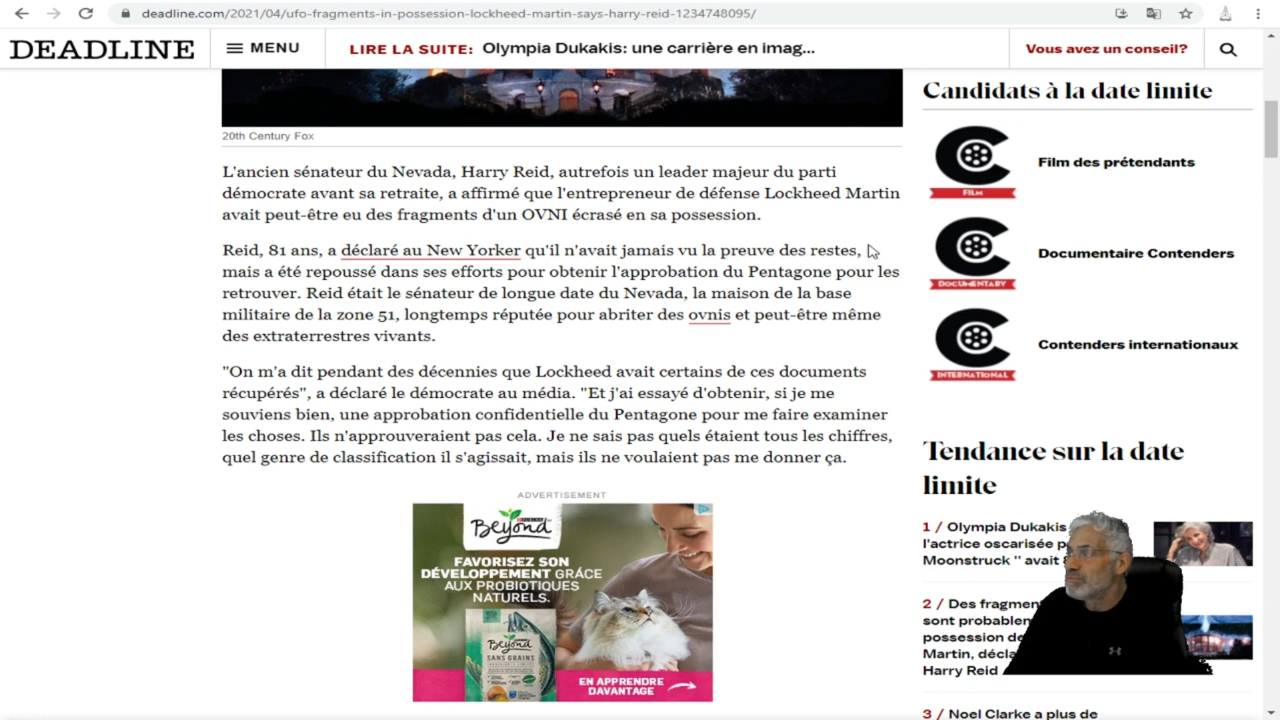 deadline.com/2021/04/ufo-fragments-in-possession-lockheed-martin-says-harry-reid-1234748095/
DEADLINE
MENU
LIRE LA SUITE: Olympia Dukakis: une carrière en imag...
Vous avez un conseil?
20th Century Fox
L'ancien sénateur du Nevada, Harry Reid, autrefois un leader majeur du parti
démocrate avant sa retraite, a affirmé que l'entrepreneur de défense Lockheed Martin
avait peut-être eu des fragments d'un OVNI écrasé en sa possession.
Reid, 81 ans, a déclaré au New Yorker qu'il n'avait jamais vu la preuve des restes,
mais a été repoussé dans ses efforts pour obtenir l'approbation du Pentagone pour les
retrouver. Reid était le sénateur de longue date du Nevada, la maison de la base
militaire de la zone 51, longtemps réputée pour abriter des ovnis et peut-être même
des extraterrestres vivants.
"On m'a dit pendant des décennies que Lockheed avait certains de ces documents
récupérés", a déclaré le démocrate au média. "Et j'ai essayé d'obtenir, si je me
souviens bien, une approbation confidentielle du Pentagone pour me faire examiner
les choses. Ils n'approuveraient pas cela. Je ne sais pas quels étaient tous les chiffres,
quel genre de classification il s'agissait, mais ils ne voulaient pas me donner ça.
ADVERTISEMENT
Beyond
FAVORISEZ SON
DÉVELOPPEMENT GRÂCE
AUX PROBIOTIQUES
NATURELS.
Beyond
SANS GRAINS
EN APPRENDRE
DAVANTAGE
Candidats à la date limite
FILM
Film des prétendants
DOCUMENTARY
Documentaire Contenders
INTERNATIONAL
Contenders internationaux
Tendance sur la date
limite
1 / Olympia Dukakis
l'actrice oscarisée
Moonstruck " avait
2 / Des fragmen
sont probablen
possession de
Martin, décla
Harry Reid
3 / Noel Clarke a plus de